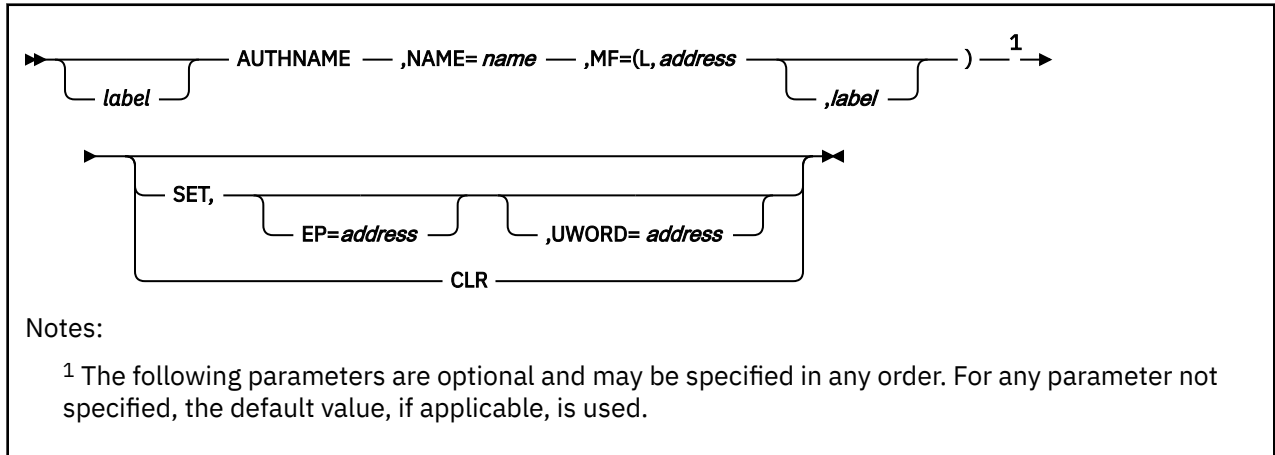 AUTHNAME ,NAME= name ,MF=(L, address ) 1
label ,label
SET,
EP=address ,UWORD= address
CLR
Notes:
1 The following parameters are optional and may be specified in any order. For any parameter not
specified, the default value, if applicable, is used.